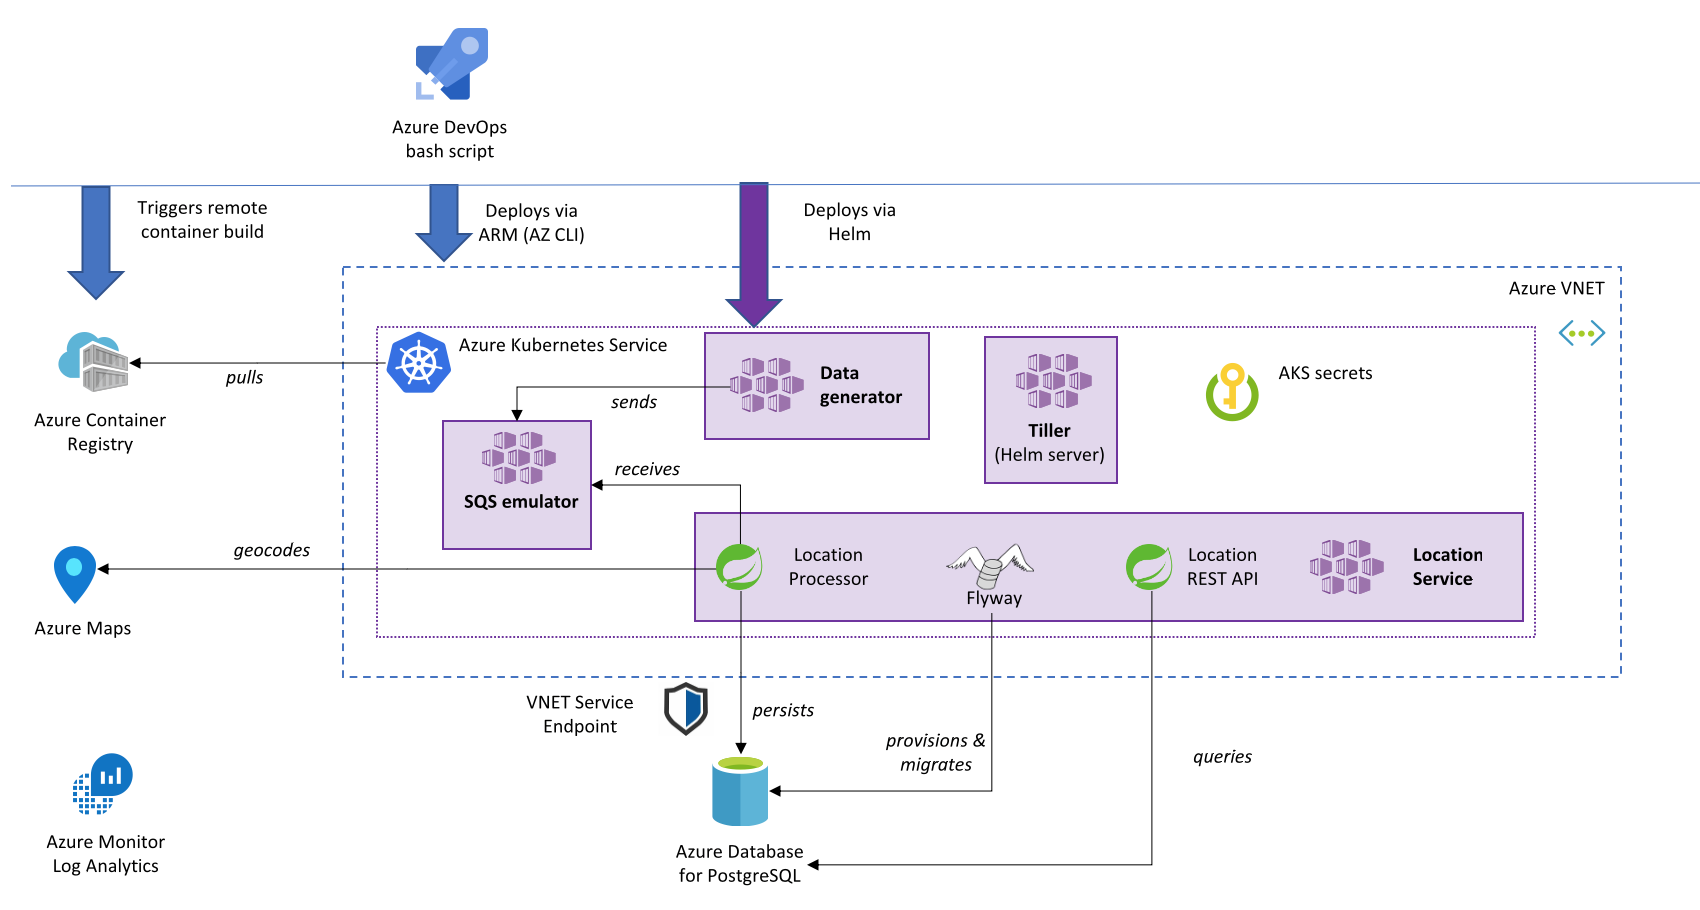 Azure DevOps
bash script
Triggers remote
container build
Deploys via
ARM (AZ CLI)
Deploys via
Helm
Azure VNET
Azure Kubernetes Service
pulls
Azure Container
Registry
sends
Data
generator
Tiller
(Helm server)
AKS secrets
SQS emulator
receives
geocodes
Azure Maps
Location
Processor
Flyway
Location
REST API
Location
Service
VNET Service
Endpoint
persists
provisions &
migrates
queries
Azure Monitor
Log Analytics
Azure Database
for PostgreSQL